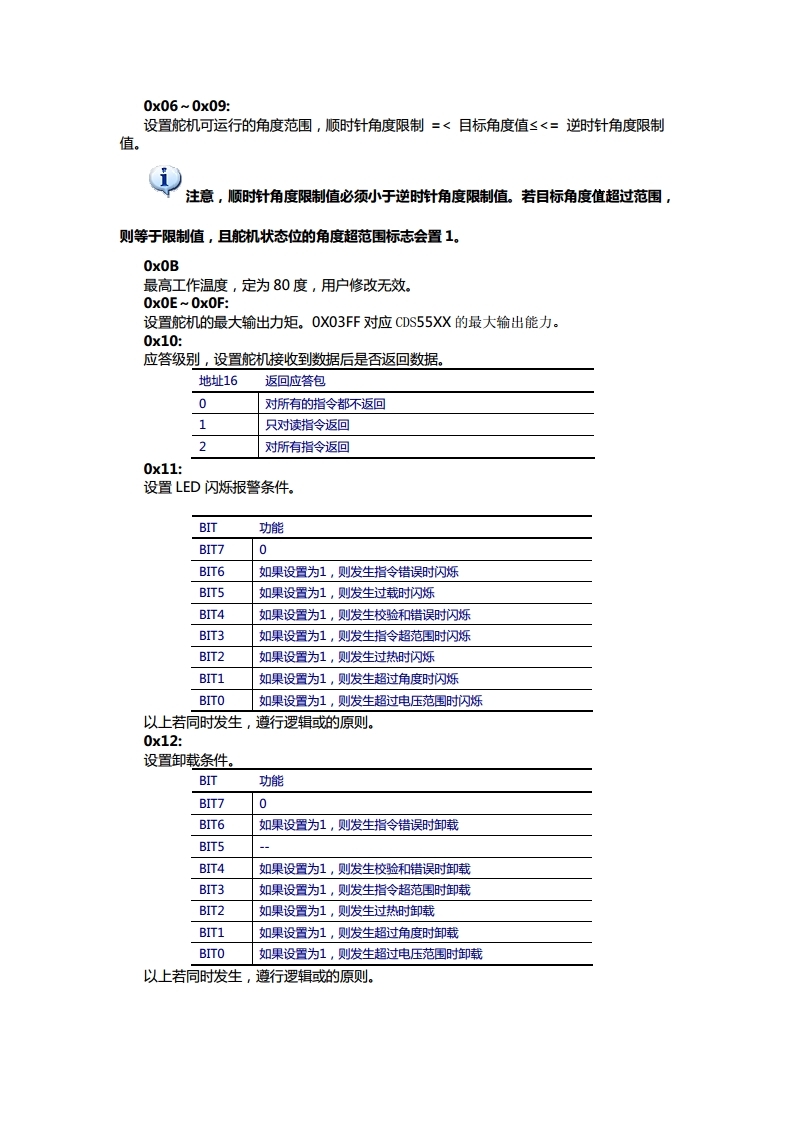 0x06～0x09:
设置舵机可运行的角度范围，顺时针角度限制 =< 目标角度值≤<= 逆时针角度限制
值。
注意，顺时针角度限制值必须小于逆时针角度限制值。若目标角度值超过范围，
则等于限制值，且舵机状态位的角度超范围标志会置 1。
0x0B
最高工作温度，定为 80 度，用户修改无效。
0x0E～0x0F:
设置舵机的最大输出力矩。0X03FF 对应 CDS55XX 的最大输出能力。
0x10:
应答级别，设置舵机接收到数据后是否返回数据。
地址16 返回应答包
0 对所有的指令都不返回
1 只对读指令返回
2 对所有指令返回
0x11:
设置 LED 闪烁报警条件。
BIT 功能
BIT7 0
BIT6 如果设置为1，则发生指令错误时闪烁
BIT5 如果设置为1，则发生过载时闪烁
BIT4 如果设置为1，则发生校验和错误时闪烁
BIT3 如果设置为1，则发生指令超范围时闪烁
BIT2 如果设置为1，则发生过热时闪烁
BIT1 如果设置为1，则发生超过角度时闪烁
BIT0 如果设置为1，则发生超过电压范围时闪烁
以上若同时发生，遵行逻辑或的原则。
0x12:
设置卸载条件。
BIT 功能
BIT7 0
BIT6 如果设置为1，则发生指令错误时卸载
BIT5 --
BIT4 如果设置为1，则发生校验和错误时卸载
BIT3 如果设置为1，则发生指令超范围时卸载
BIT2 如果设置为1，则发生过热时卸载
BIT1 如果设置为1，则发生超过角度时卸载
BIT0 如果设置为1，则发生超过电压范围时卸载
以上若同时发生，遵行逻辑或的原则。